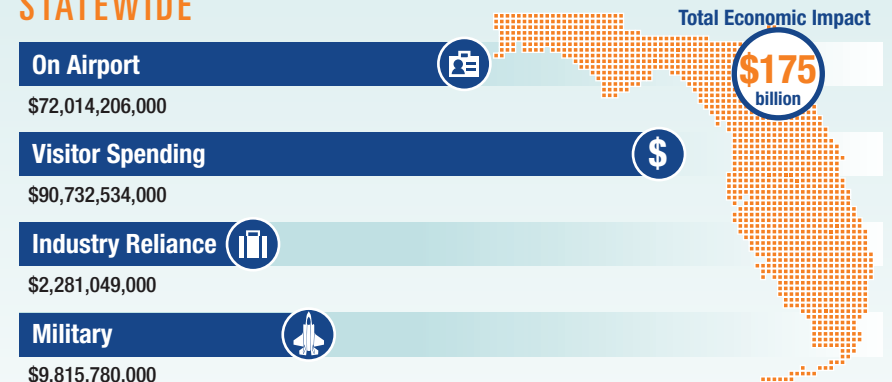 STATEWIDE
Total Economic Impact
$175
billion
On Airport
$72,014,206,000
Visitor Spending
$
$90,732,534,000
Industry Reliance
$2,281,049,000
Military
$9,815,780,000